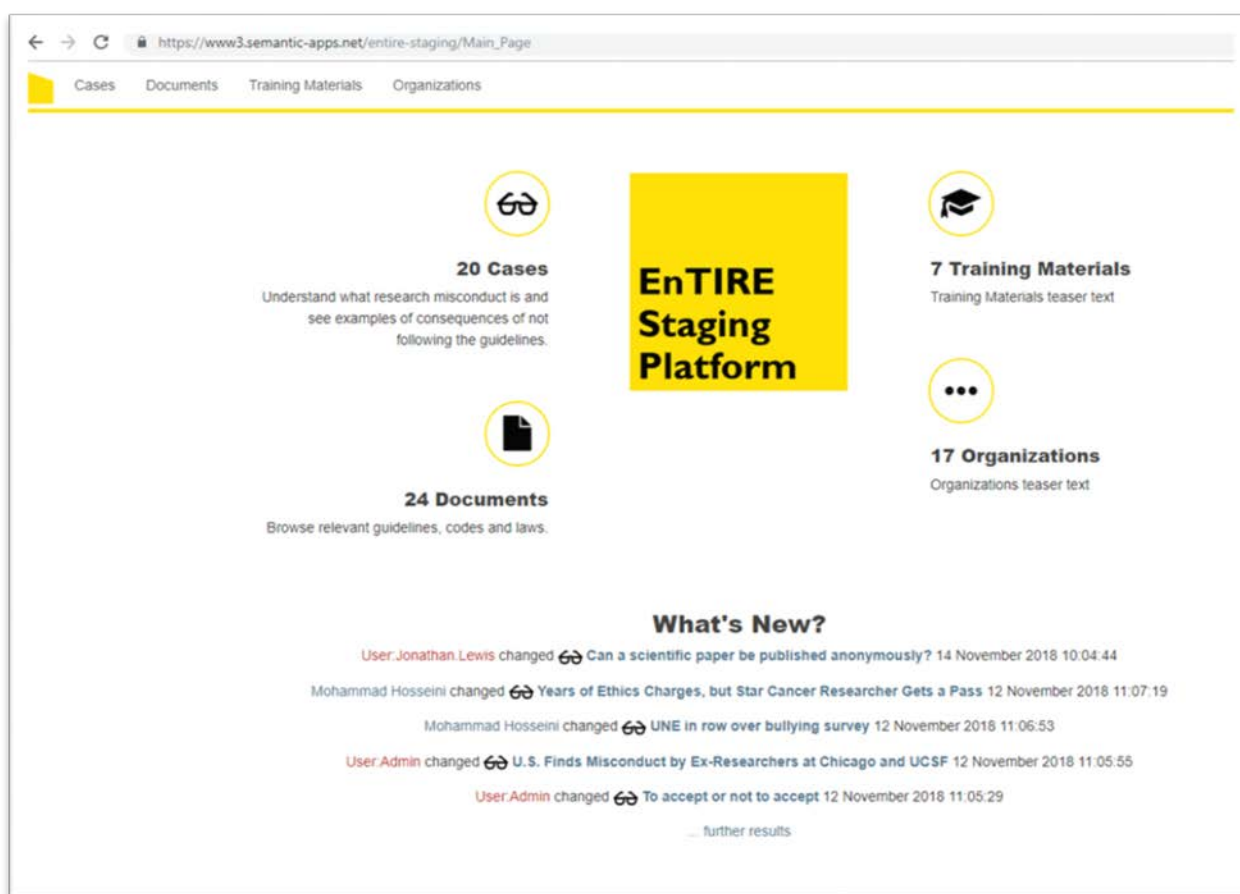 https://www3.semantic-apps.net/entire-staging/Main_Page
Cases Documents Training Materials Organizations
20 Cases
Understand what research misconduct is and
see examples of consequences of not
following the guidelines.
24 Documents
Browse relevant guidelines, codes and laws.
EnTIRE
Staging
Platform
7 Training Materials
Training Materials teaser text
17 Organizations
Organizations teaser text
What's New?
User:Jonathan.Lewis changed Can a scientific paper be published anonymously? 14 November 2018 10:04:44
Mohammad Hosseini changed Years of Ethics Charges, but Star Cancer Researcher Gets a Pass 12 November 2018 11:07:19
Mohammad Hosseini changed UNE in row over bullying survey 12 November 2018 11:06:53
User:Admin changed U.S. Finds Misconduct by Ex-Researchers at Chicago and UCSF 12 November 2018 11:05:55
User:Admin changed To accept or not to accept 12 November 2018 11:05:29
... further results